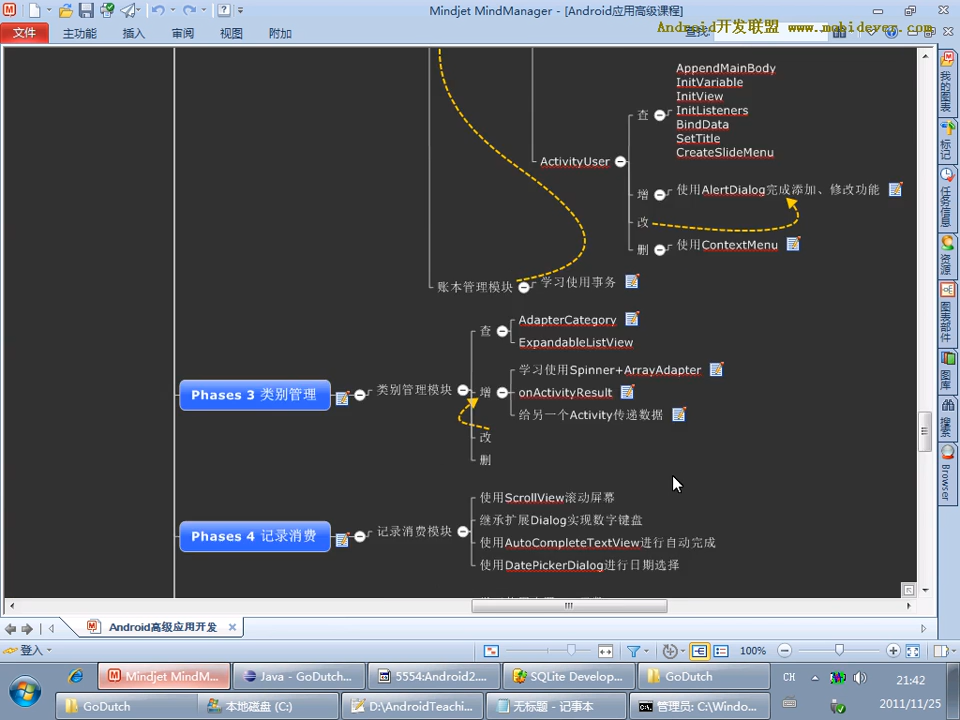 Mindjet MindManager - [Android应用高级课程]
Android开发联盟 www.mobidever.com
文件 主功能 插入 审阅 视图 附加
AppendMainBody
InitVariable
InitView
InitListeners
BindData
SetTitle
CreateSlideMenu
查
ActivityUser
增 使用AlertDialog完成添加、修改功能
改
删 使用ContextMenu
账本管理模块 学习使用事务
查 AdapterCategory
ExpandableListView
Phases 3 类别管理 类别管理模块
增 学习使用Spinner+ArrayAdapter
onActivityResult
给另一个Activity传递数据
改
删
Phases 4 记录消费 记录消费模块
使用ScrollView滚动屏幕
继承扩展Dialog实现数字键盘
使用AutoCompleteTextView进行自动完成
使用DatePickerDialog进行日期选择
我的图表
标记
任务信息
资源
图表部件
图库
搜索
Browser
Android高级应用开发
登入
100%
Mindjet MindM...
Java - GoDutch...
5554:Android2....
SQLite Develop...
GoDutch
CH
21:42
GoDutch
本地磁盘 (C:)
D:\AndroidTeachi...
无标题 - 记事本
管理员: C:\Windo...
2011/11/25